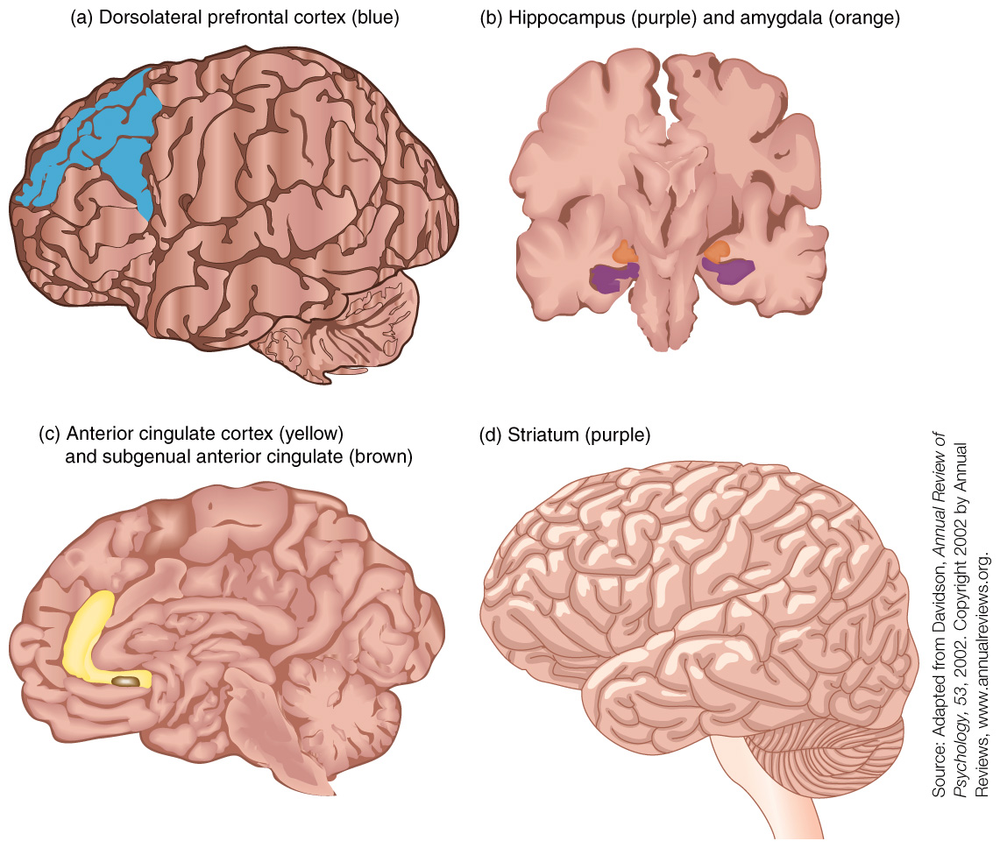 (a) Dorsolateral prefrontal cortex (blue)
(b) Hippocampus (purple) and amygdala (orange)
(c) Anterior cingulate cortex (yellow)
and subgenual anterior cingulate (brown)
(d) Striatum (purple)
Source: Adapted from Davidson, Annual Review of
Psychology, 53, 2002. Copyright 2002 by Annual
Reviews, www.annualreviews.org.